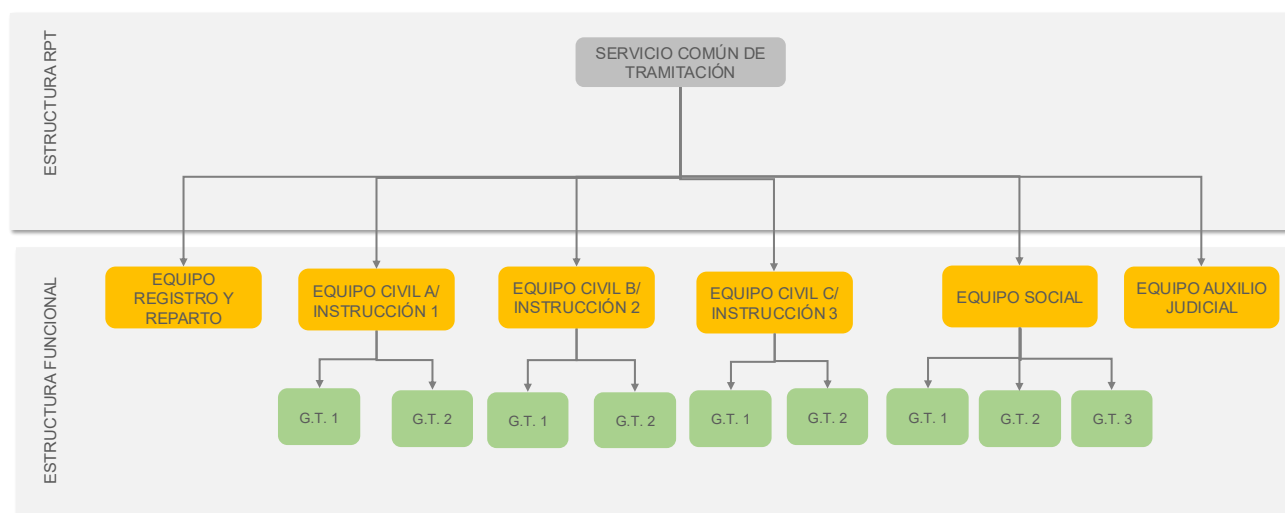 ESTRUCTURA RPT
SERVICIO COMÚN DE
TRAMITACIÓN
ESTRUCTURA FUNCIONAL
EQUIPO
REGISTRO Y
REPARTO
EQUIPO CIVIL A/
INSTRUCCIÓN 1
EQUIPO CIVIL B/
INSTRUCCIÓN 2
EQUIPO CIVIL C/
INSTRUCCIÓN 3
EQUIPO SOCIAL
EQUIPO AUXILIO
JUDICIAL
G.T. 1
G.T. 2
G.T. 1
G.T. 2
G.T. 1
G.T. 2
G.T. 1
G.T. 2
G.T. 3